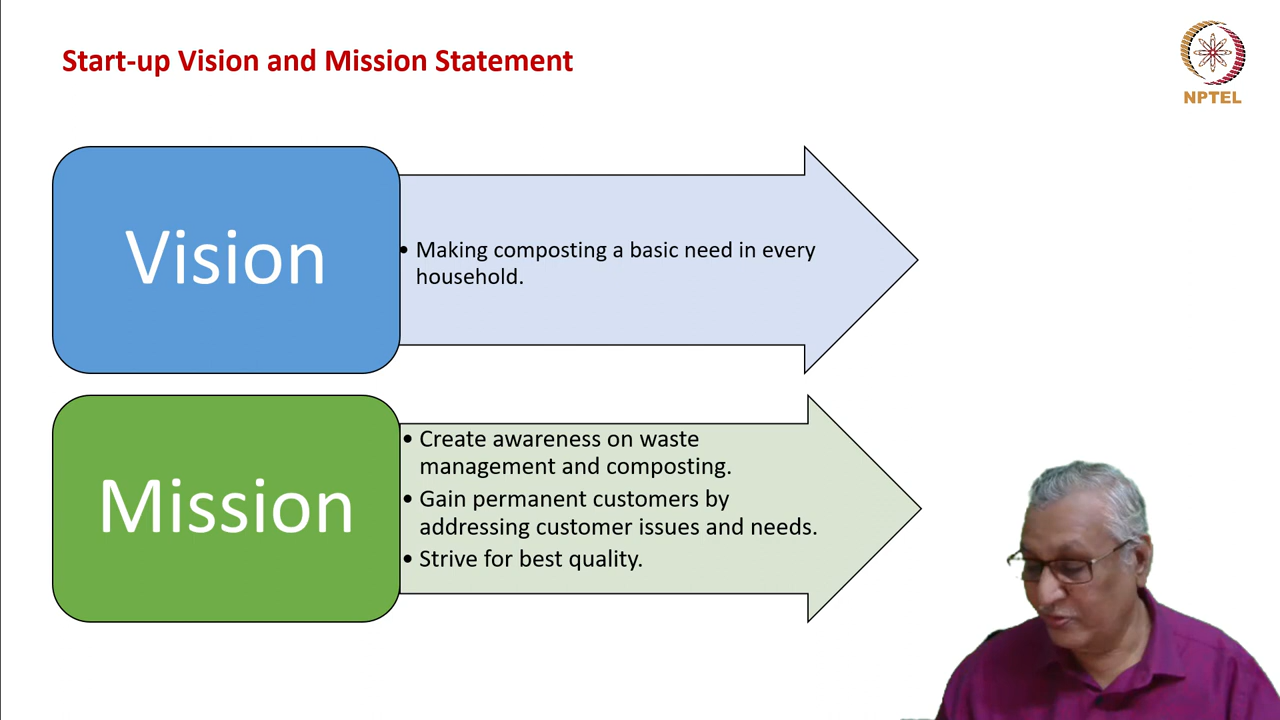 Start-up Vision and Mission Statement
NPTEL
Vision
• Making composting a basic need in every
household.
Mission
• Create awareness on waste
management and composting.
• Gain permanent customers by
addressing customer issues and needs.
• Strive for best quality.